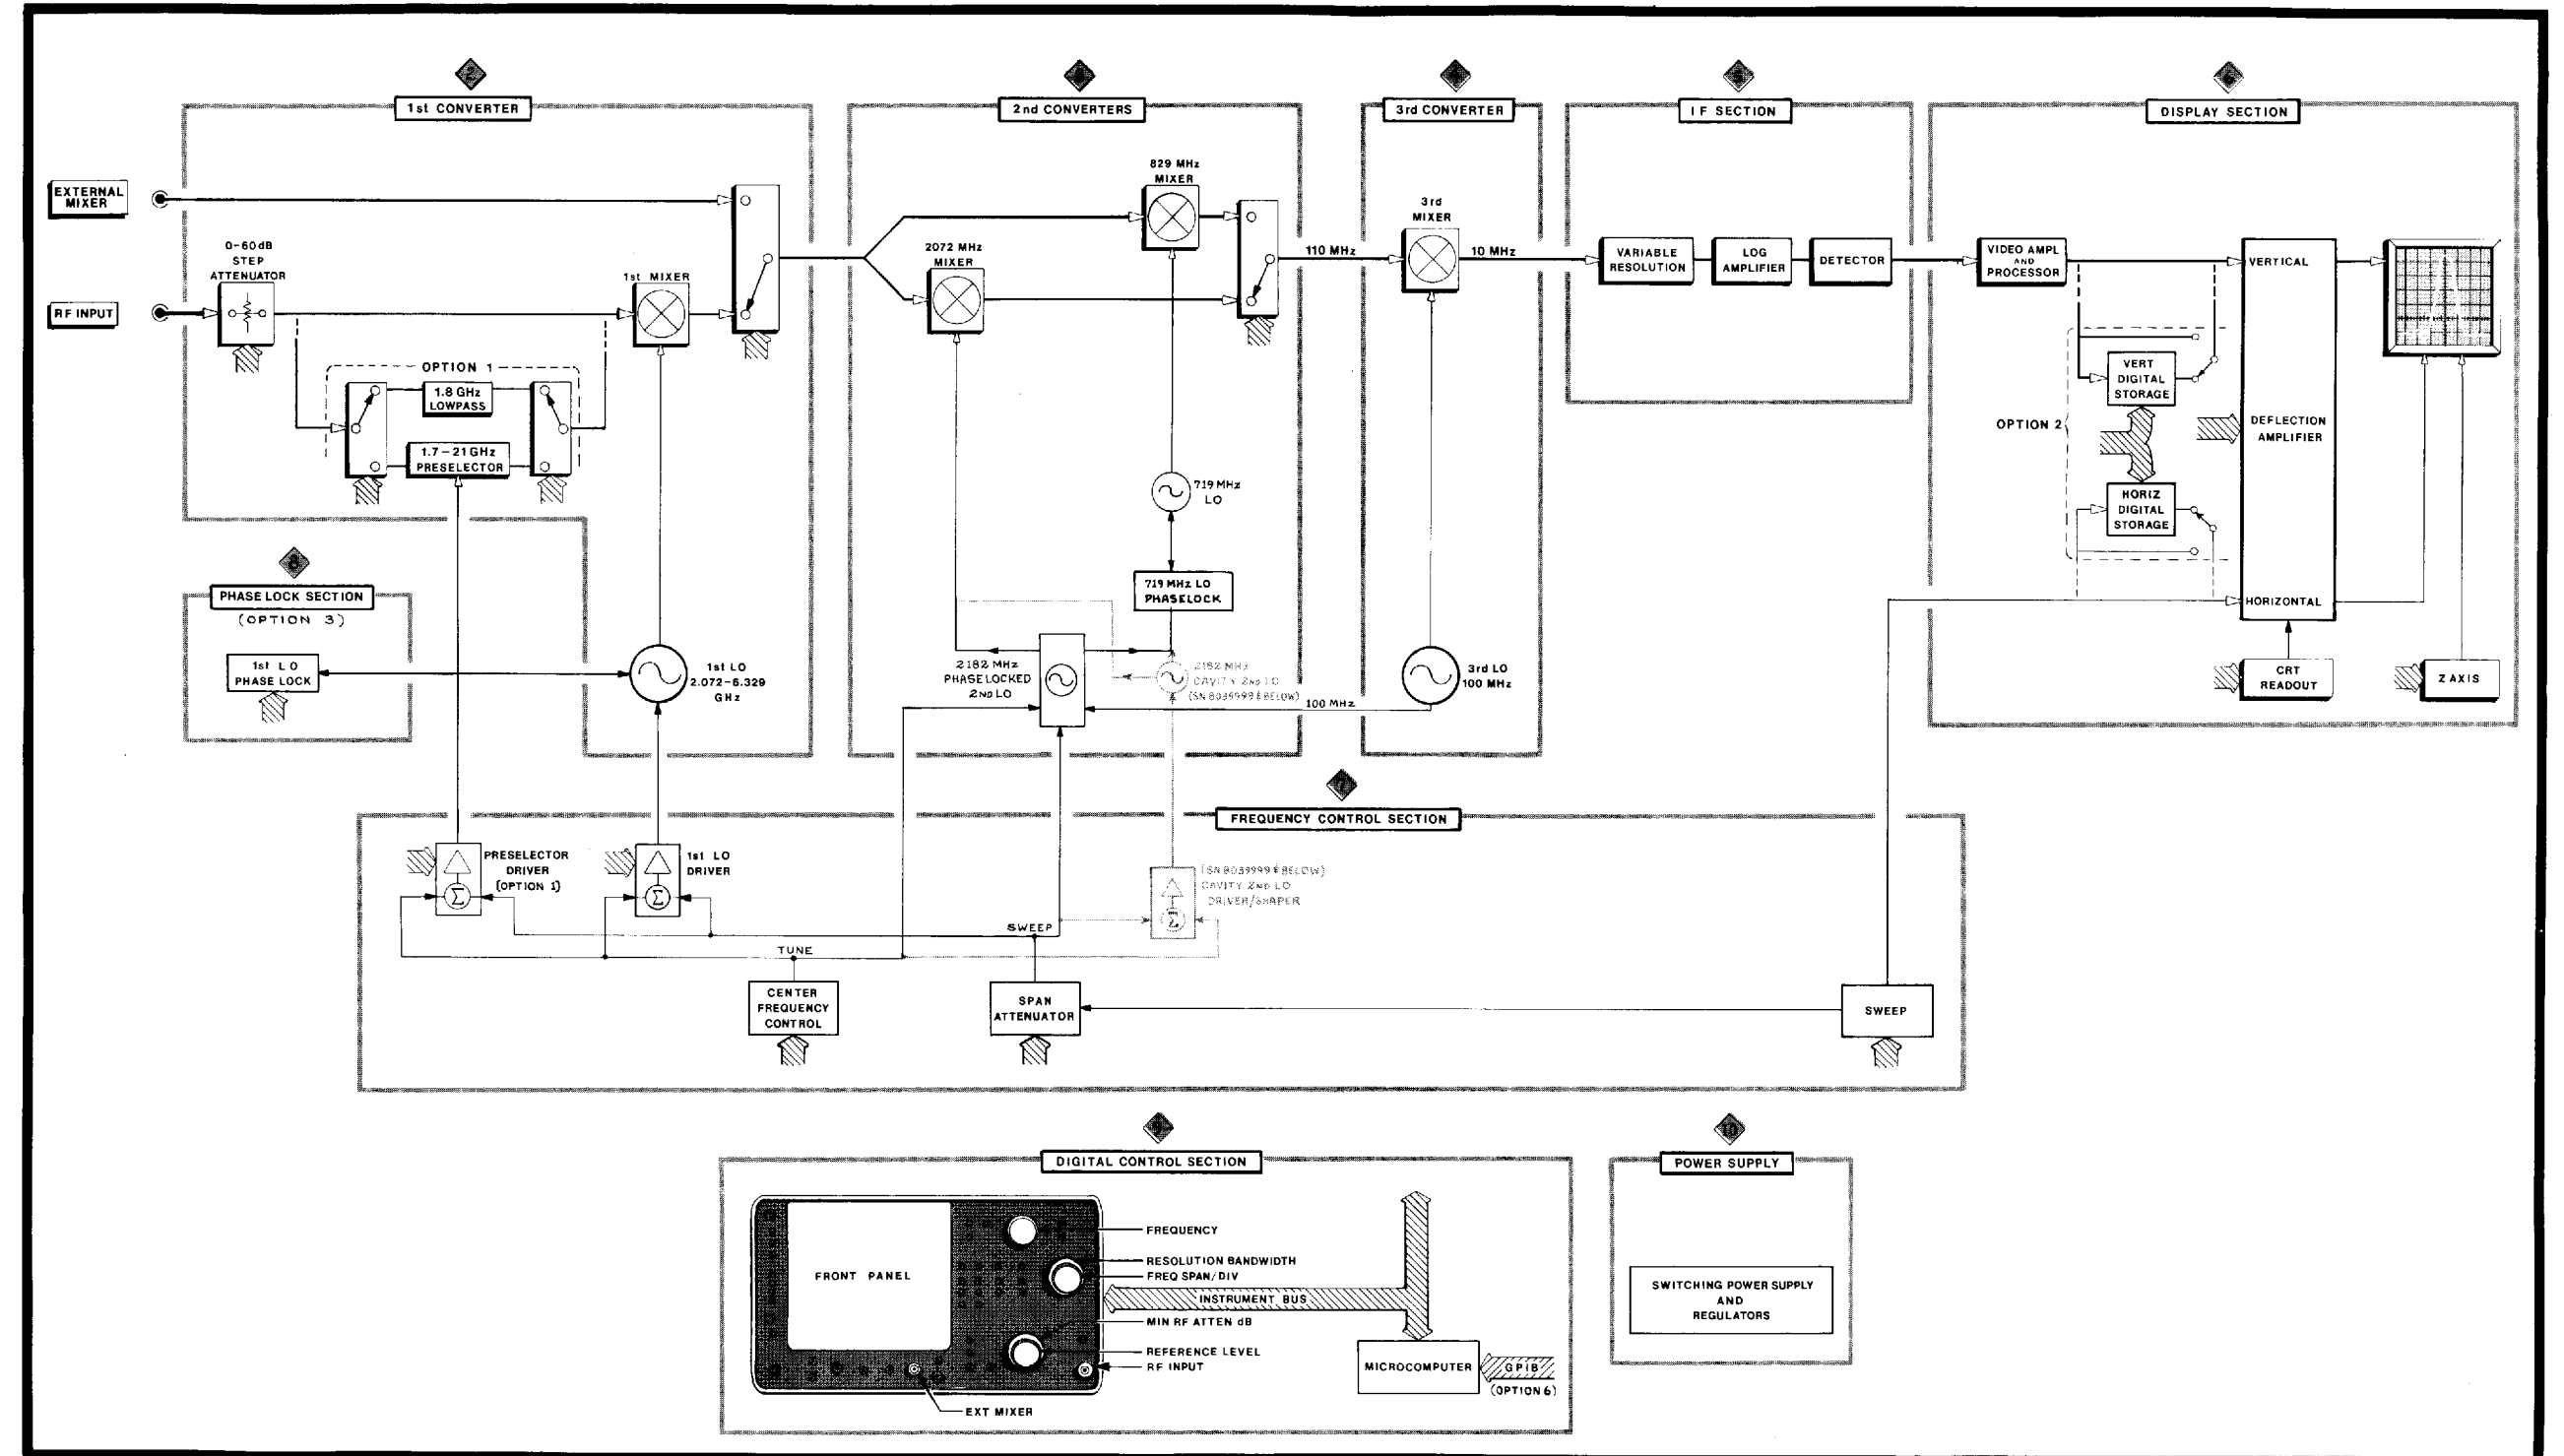 2
1st CONVERTER
2nd CONVERTERS
3rd CONVERTER
5
I F SECTION
6
DISPLAY SECTION
EXTERNAL
MIXER
RF INPUT
0-60dB
STEP
ATTENUATOR
1st MIXER
OPTION 1
1.8 GHz
LOWPASS
1.7-21GHz
PRESELECTOR
2072 MHz
MIXER
829 MHz
MIXER
110 MHz
3rd
MIXER
10 MHz
VARIABLE
RESOLUTION
LOG
AMPLIFIER
DETECTOR
VIDEO AMPL
AND
PROCESSOR
VERTICAL
VERT
DIGITAL
STORAGE
OPTION 2
DEFLECTION
AMPLIFIER
HORIZ
DIGITAL
STORAGE
HORIZONTAL
CRT
READOUT
Z AXIS
719 MHz
LO
719 MHz LO
PHASELOCK
8
PHASE LOCK SECTION
(OPTION 3)
1st LO
PHASE LOCK
1st LO
2.072-6.329
GHz
2182 MHz
PHASELOCKED
2ND LO
2182 MHz
CAVITY 2ND LO
(SN B039999 & BELOW)
100 MHz
3rd LO
100 MHz
7
FREQUENCY CONTROL SECTION
PRESELECTOR
DRIVER
(OPTION 1)
Σ
1st LO
DRIVER
Σ
(SN B039999 & BELOW)
CAVITY 2ND LO
DRIVER/SHAPER
Σ
SWEEP
TUNE
CENTER
FREQUENCY
CONTROL
SPAN
ATTENUATOR
SWEEP
9
DIGITAL CONTROL SECTION
10
POWER SUPPLY
FRONT PANEL
FREQUENCY
RESOLUTION BANDWIDTH
FREQ SPAN/DIV
INSTRUMENT BUS
MIN RF ATTEN dB
REFERENCE LEVEL
RF INPUT
EXT MIXER
MICROCOMPUTER
GPIB
(OPTION 6)
SWITCHING POWER SUPPLY
AND
REGULATORS